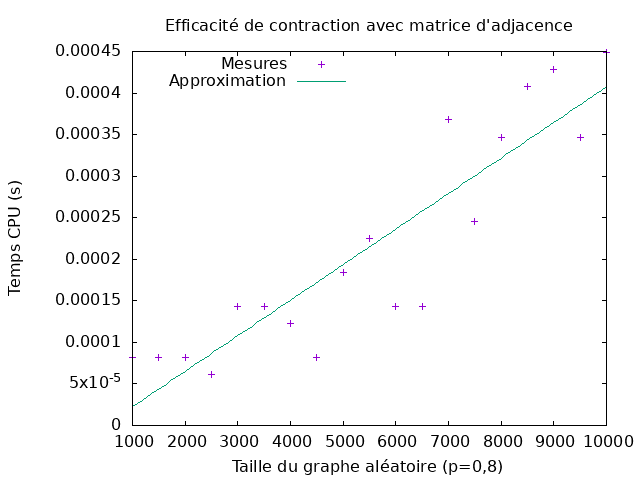 Efficacité de contraction avec matrice d'adjacence
Mesures
Approximation
Temps CPU (s)
0.00045
0.0004
0.00035
0.0003
0.00025
0.0002
0.00015
0.0001
5x10^-5
0
1000 2000 3000 4000 5000 6000 7000 8000 9000 10000
Taille du graphe aléatoire (p=0,8)